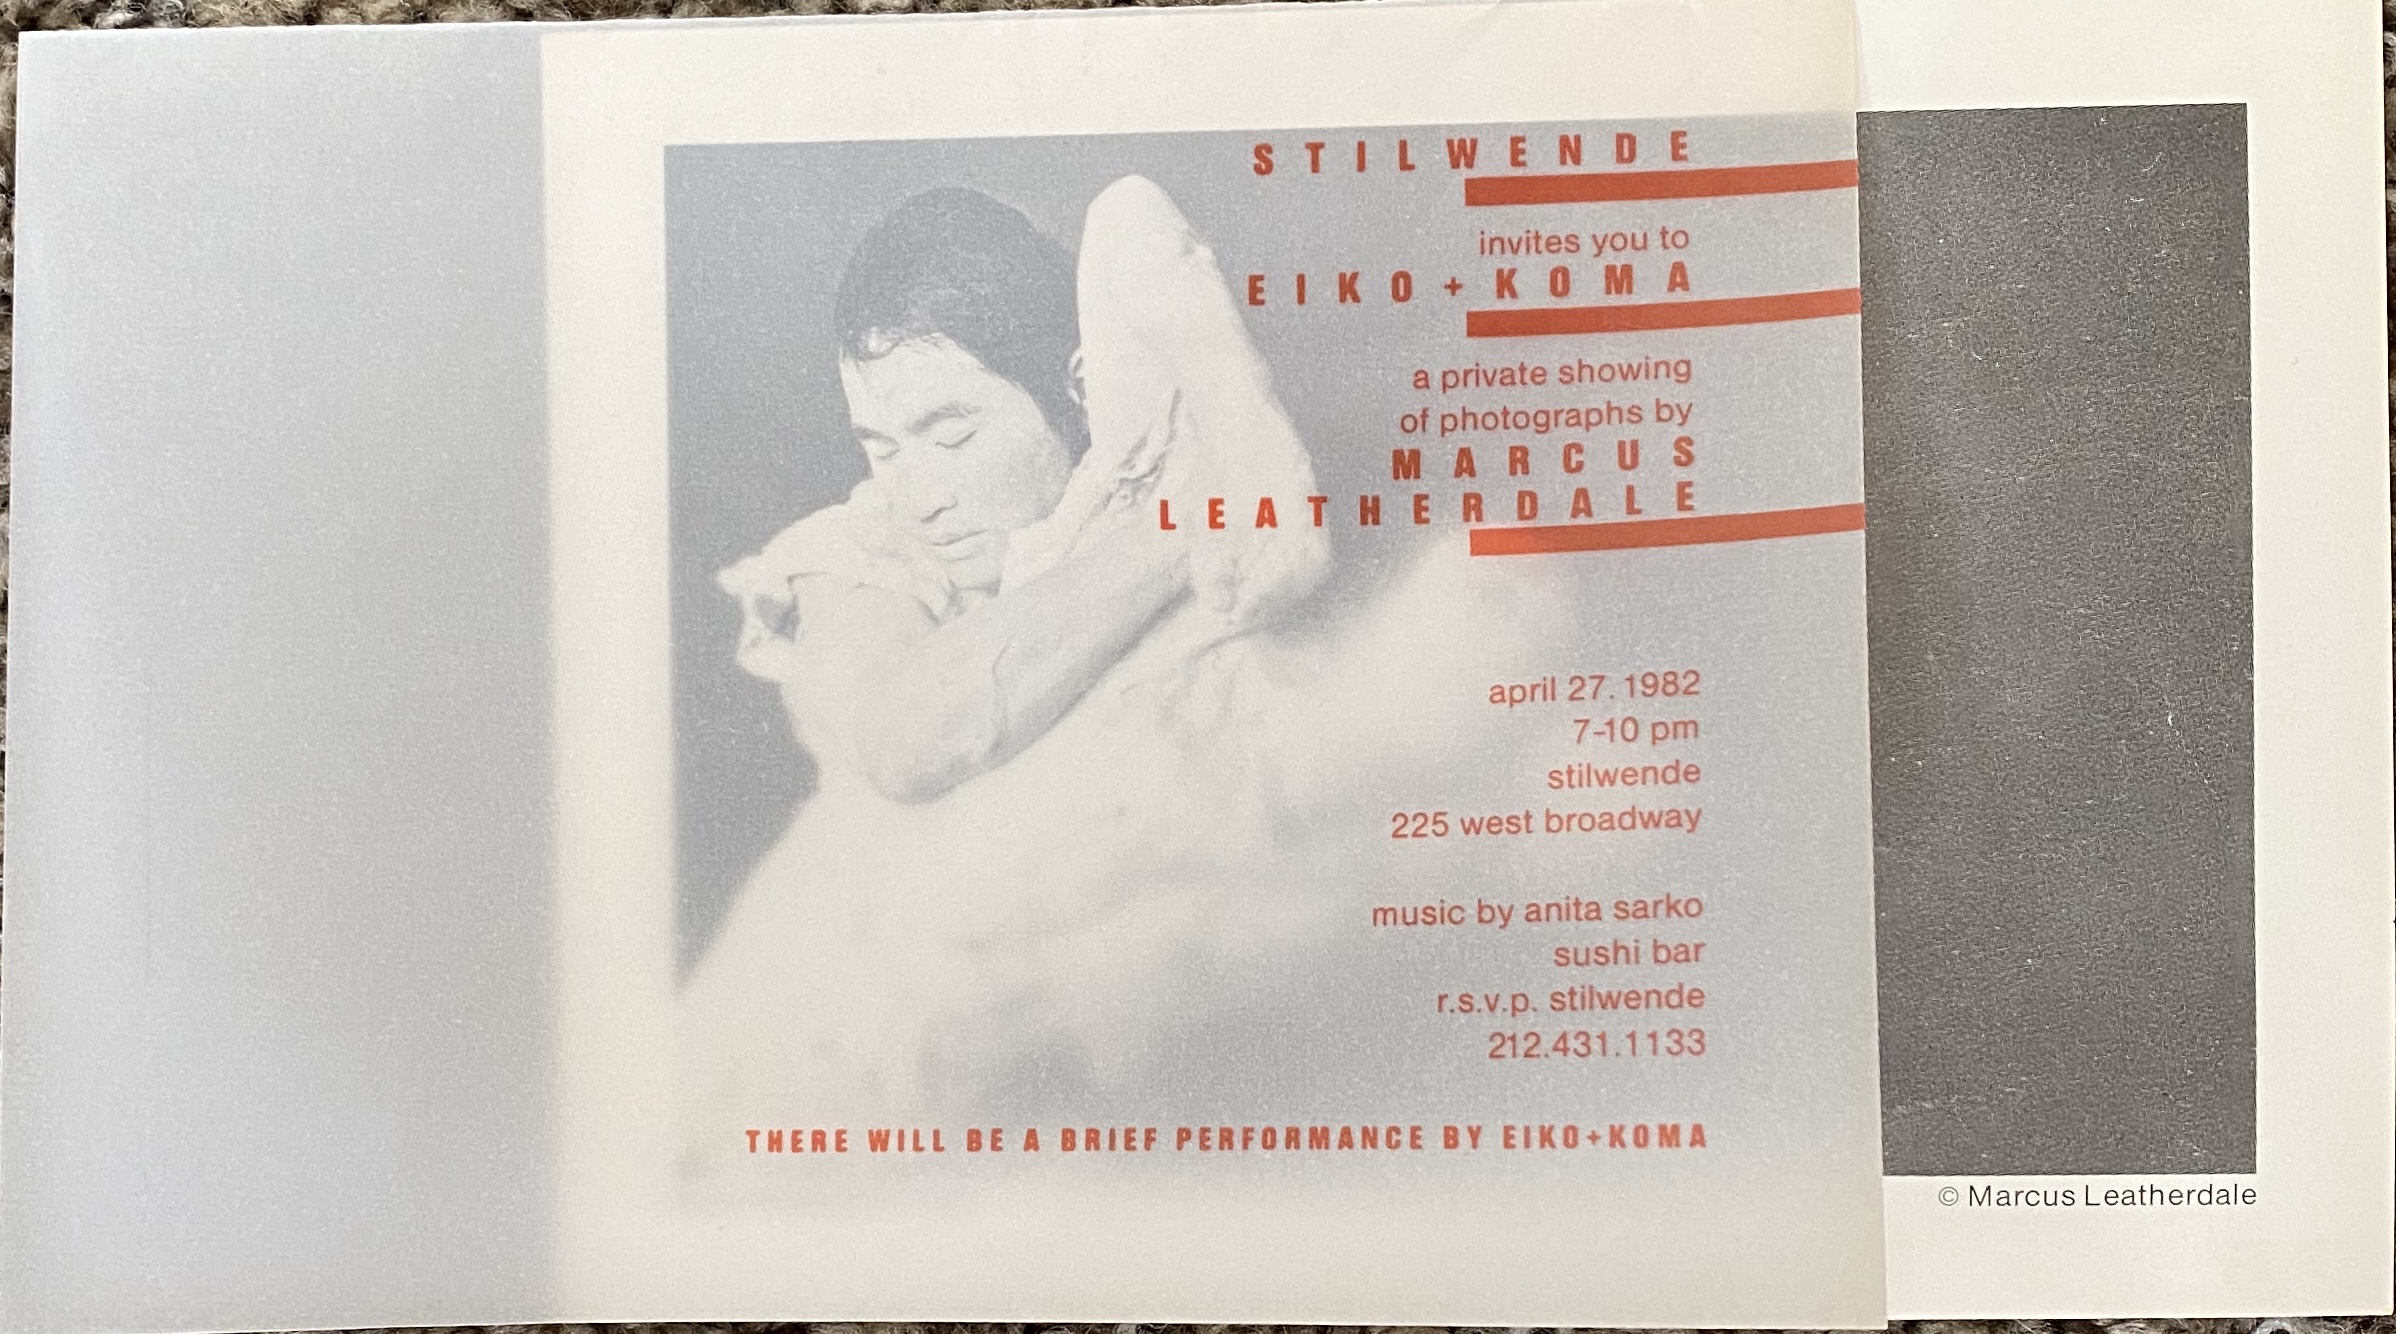 STILWENDE
invites you to
EIKO + KOMA
a private showing
of photographs by
MARCUS
LEATHERDALE
april 27. 1982
7-10 pm
stilwende
225 west broadway
music by anita sarko
sushi bar
r.s.v.p. stilwende
212.431.1133
THERE WILL BE A BRIEF PERFORMANCE BY EIKO+KOMA
© Marcus Leatherdale